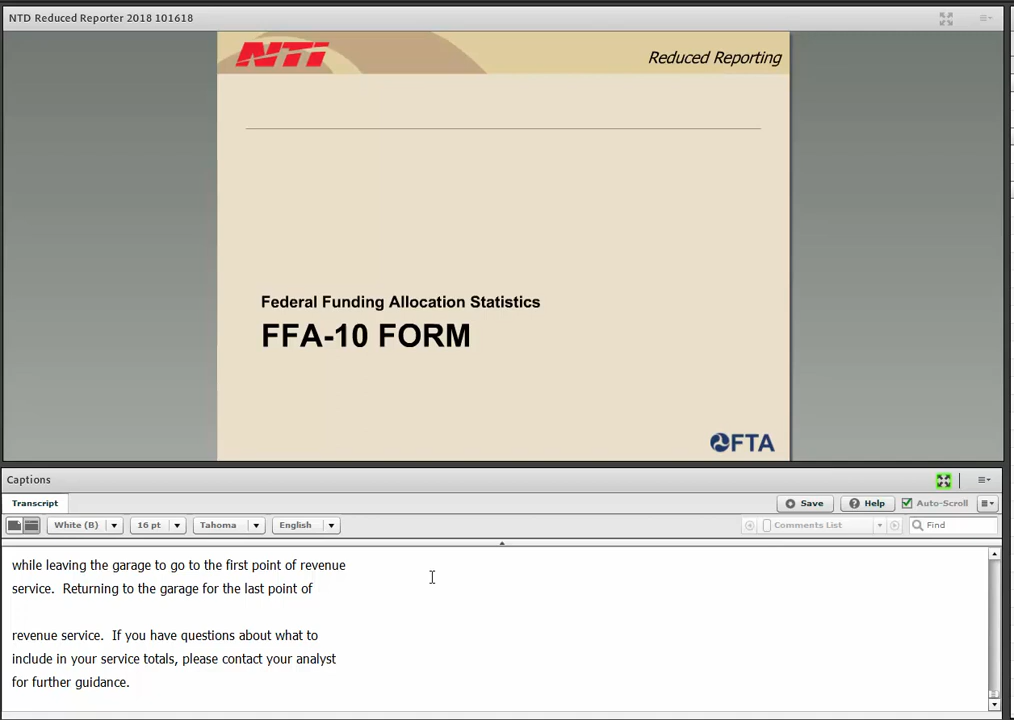 NTD Reduced Reporter 2018 101618
NTI
Reduced Reporting
Federal Funding Allocation Statistics
FFA-10 FORM
FTA
Captions
Transcript
Save
Help
Auto-Scroll
White (B)
16 pt
Tahoma
English
Comments List
Find
while leaving the garage to go to the first point of revenue
service.  Returning to the garage for the last point of
revenue service.  If you have questions about what to
include in your service totals, please contact your analyst
for further guidance.